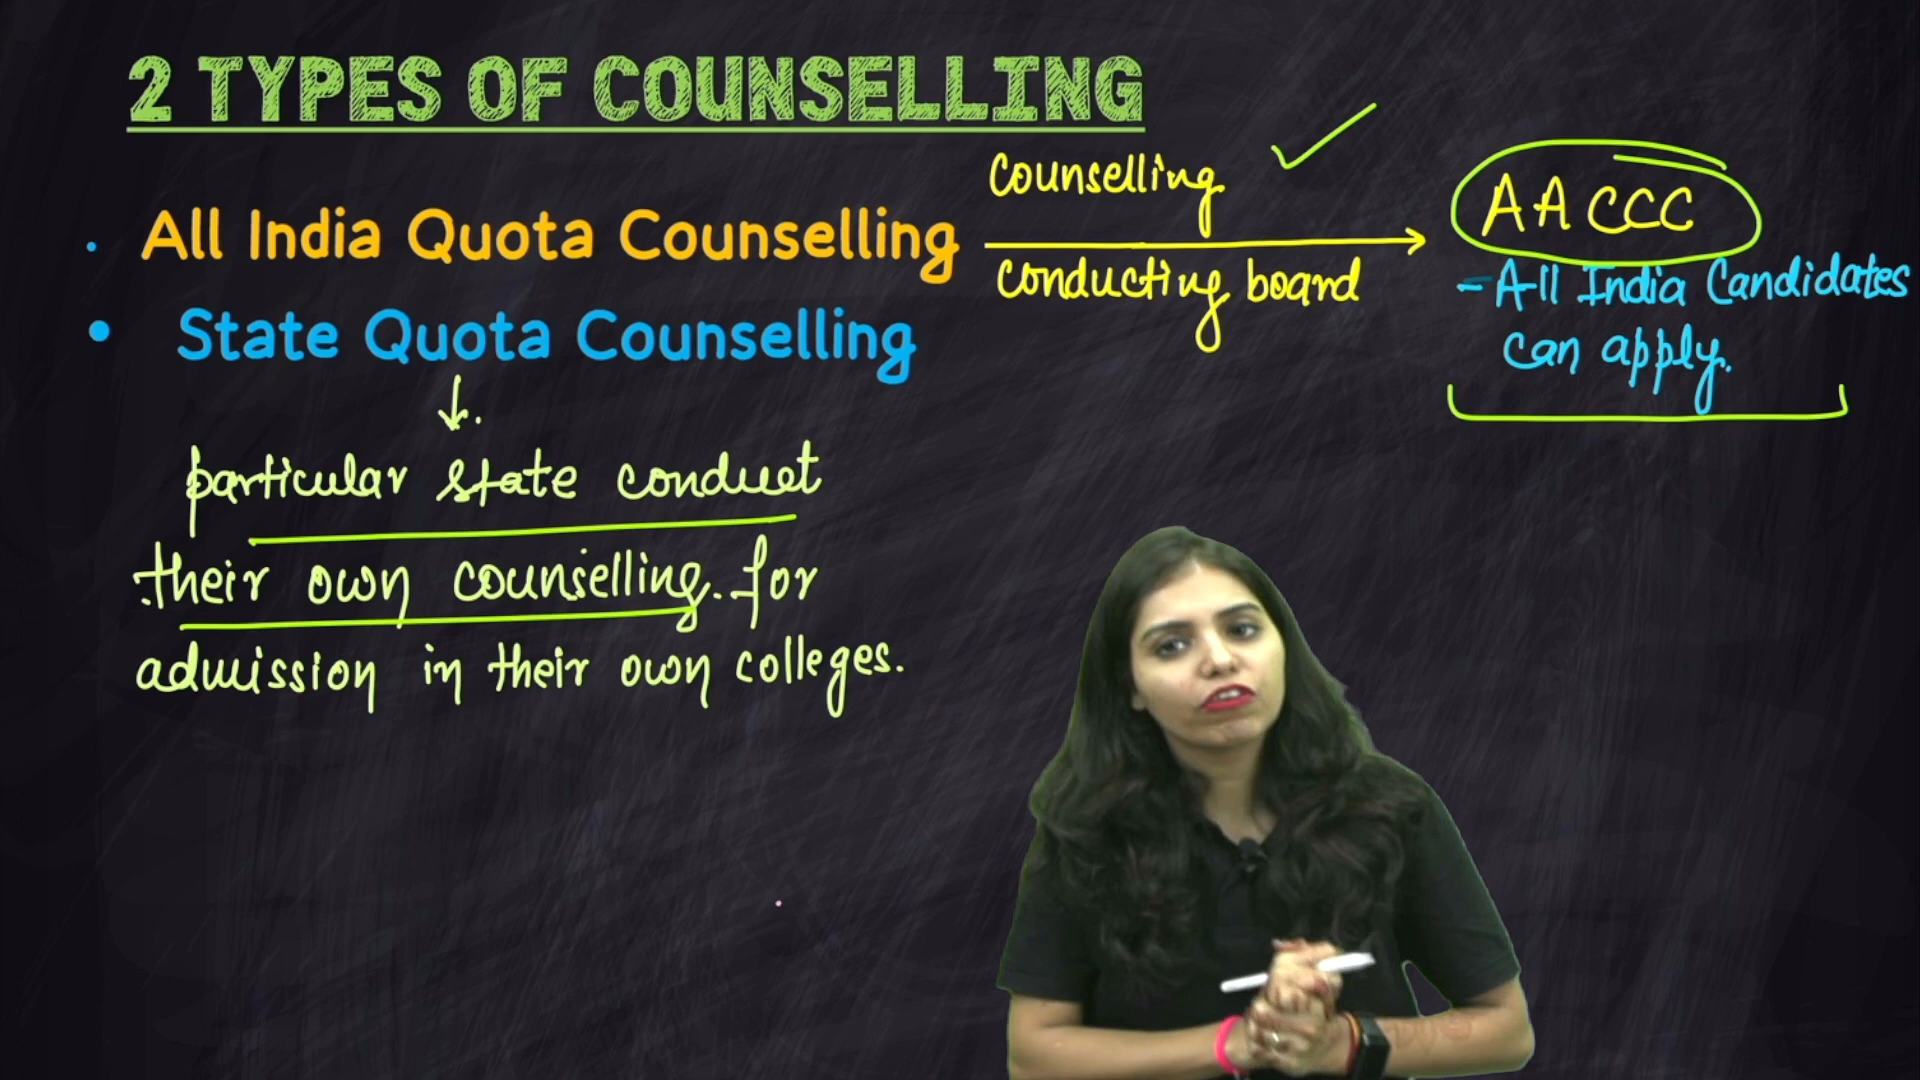 2 TYPES OF COUNSELLING
• All India Quota Counselling
Counselling
conducting board
AACCC
- All India Candidates
can apply.
• State Quota Counselling
particular state conduct
their own counselling for
admission in their own colleges.